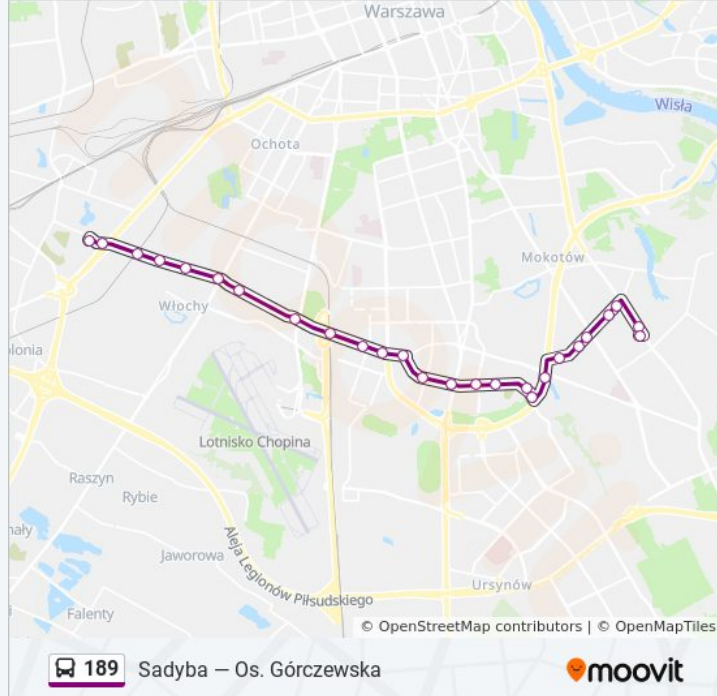 Warszawa
Wisła
Ochota
Mokotów
Włochy
olonia
Lotnisko Chopina
Raszyn
Rybie
nały
Jaworowa
Aleja Legionów Piłsudskiego
Ursynów
Falenty
© OpenStreetMap contributors | © OpenMapTiles
189 Sadyba — Os. Górczewska
moovit